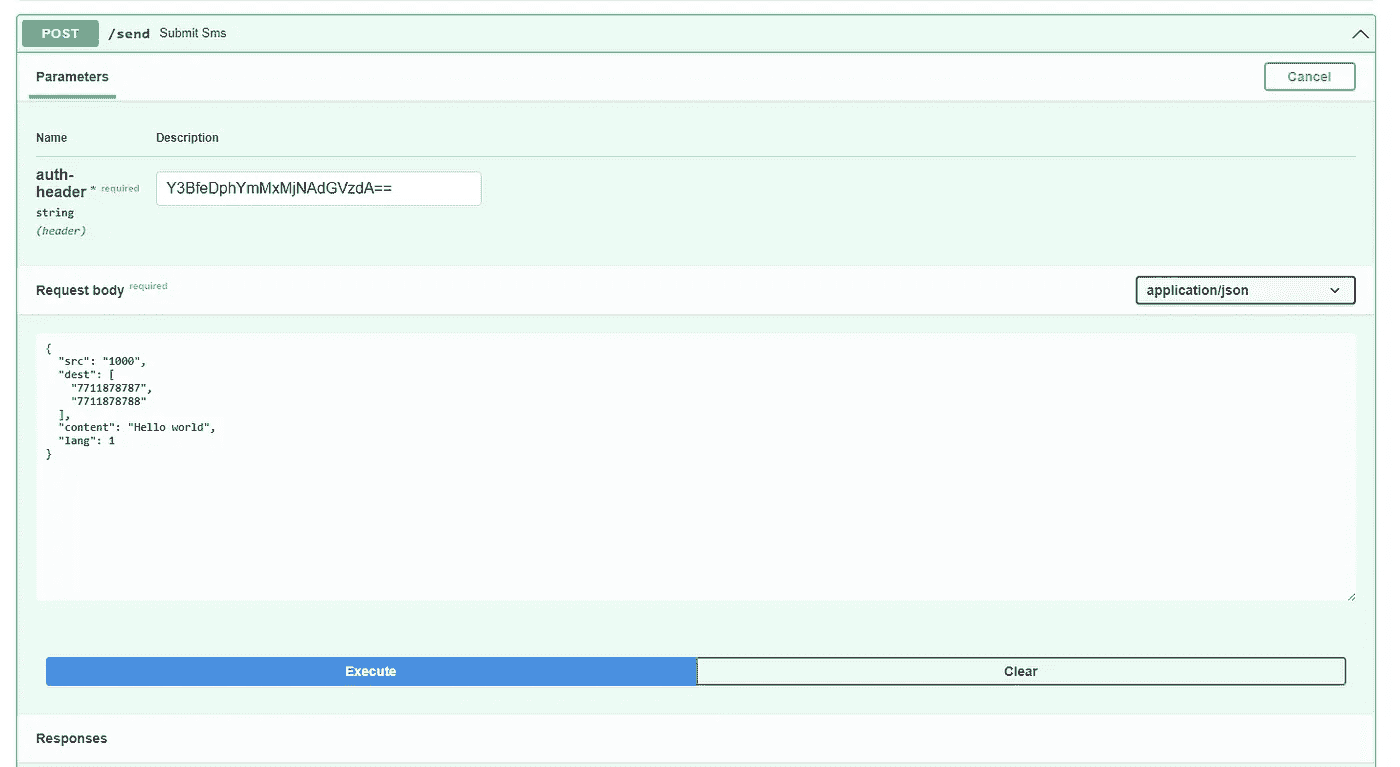 POST /send Submit Sms
Parameters
Cancel
Name Description
auth-
header * required
string
(header)
Y3BfeDphYmMxMjNAdGVzdA==
Request body required
application/json
{
"src": "1000",
"dest": [
"7711878787",
"7711878788"
],
"content": "Hello world",
"lang": 1
}
Execute
Clear
Responses